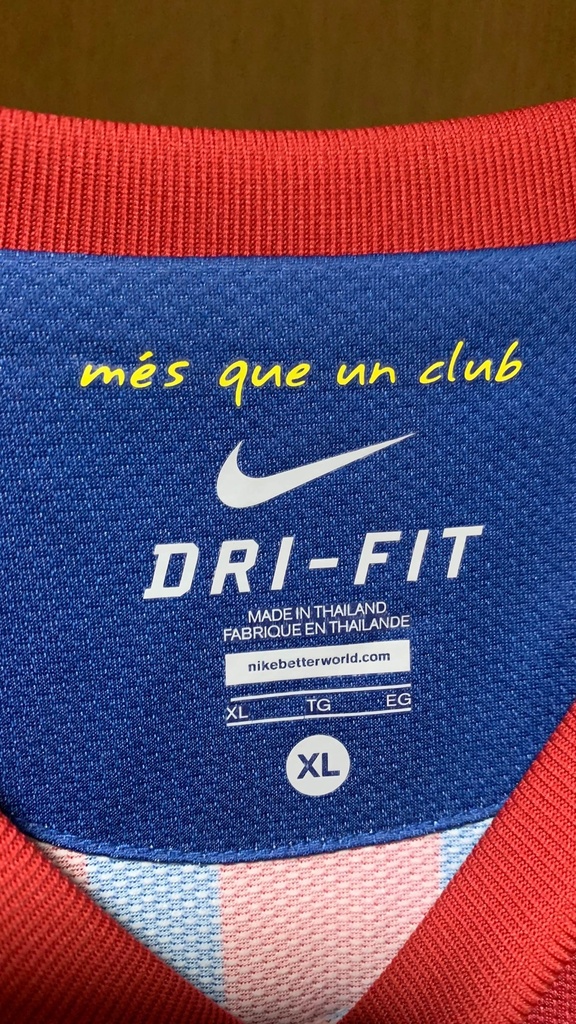 més que un club
DRI-FIT
MADE IN THAILAND
FABRIQUE EN THAILANDE
nikebetterworld.com
XL TG EG
XL